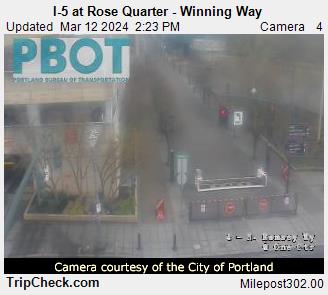 I-5 at Rose Quarter - Winning Way
Updated Mar 12 2024 2:23 PM Camera 4
PBOT
PORTLAND BUREAU OF TRANSPORTATION
Camera courtesy of the City of Portland
TripCheck.com Milepost302.00